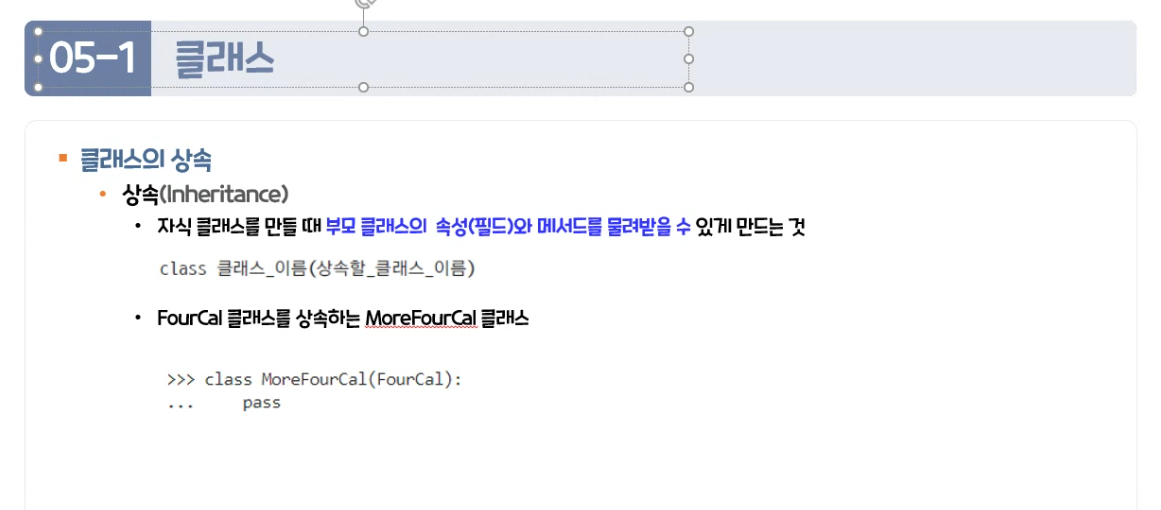 05-1 클래스
클래스의 상속
상속(Inheritance)
자식 클래스를 만들 때 부모 클래스의 속성(필드)와 메서드를 물려받을 수 있게 만드는 것
class 클래스_이름(상속할_클래스_이름)
FourCal 클래스를 상속하는 MoreFourCal 클래스
>>> class MoreFourCal(FourCal):
...     pass